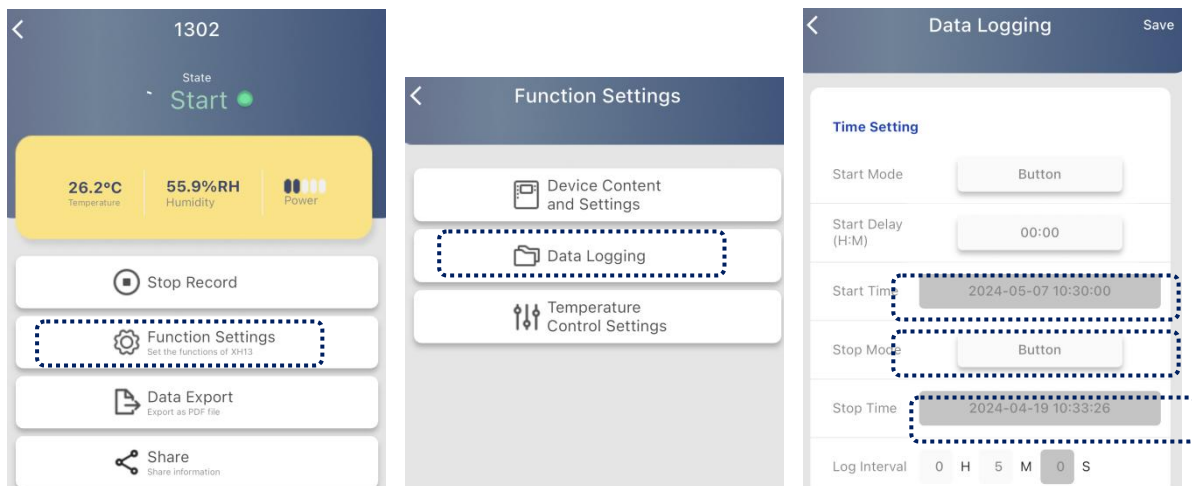 1302
State
Start
26.2°C 55.9%RH
Temperature Humidity Power
Stop Record
Function Settings
Set the functions of XH13
Data Export
Export as PDF file
Share
Share information
Function Settings
Device Content
and Settings
Data Logging
Temperature
Control Settings
Data Logging Save
Time Setting
Start Mode Button
Start Delay
(H:M) 00:00
Start Time 2024-05-07 10:30:00
Stop Mode Button
Stop Time 2024-04-19 10:33:26
Log Interval 0 H 5 M 0 S